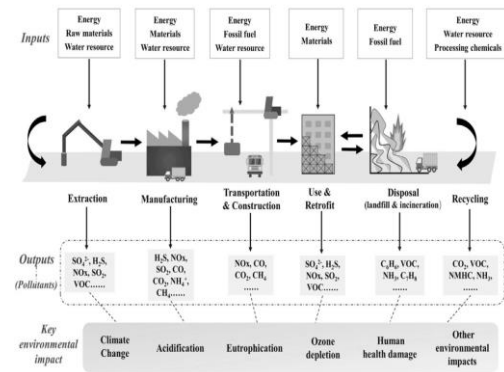 Inputs
Energy
Raw materials
Water resource
Energy
Materials
Water resource
Energy
Fossil fuel
Water resource
Energy
Materials
Energy
Fossil fuel
Energy
Water resource
Processing chemicals
Extraction
Manufacturing
Transportation
& Construction
Use &
Retrofit
Disposal
(landfill & incineration)
Recycling
Outputs
(Pollutants)
SO₄²⁻, H₂S,
NOx, SO₂,
VOC……
H₂S, NOx,
SO₂, CO,
CO₂, NH₄⁺,
CH₄……
NOx, CO,
CO₂, CH₄
……
SO₄²⁻, H₂S,
NOx, SO₂,
VOC……
VOC,
NH₃, C₇H₈
……
CO₂, VOC,
NMHC, NH₃,
……
Key
environmental
impact
Climate
Change
Acidification
Eutrophication
Ozone
depletion
Human
health damage
Other
environmental
impacts